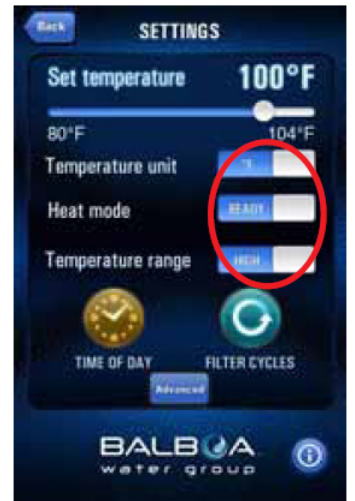 Back
SETTINGS
Set temperature 100°F
80°F 104°F
Temperature unit
Heat mode READY
Temperature range HIGH
TIME OF DAY FILTER CYCLES
Advanced
BALBOA
water group